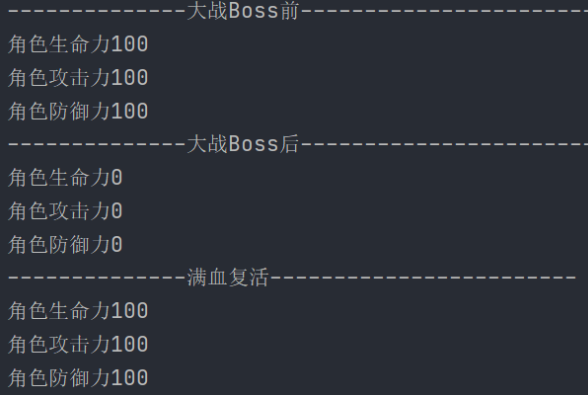 --------------大战Boss前-----------------------
角色生命力100
角色攻击力100
角色防御力100
--------------大战Boss后-----------------------
角色生命力0
角色攻击力0
角色防御力0
--------------满血复活------------------------
角色生命力100
角色攻击力100
角色防御力100